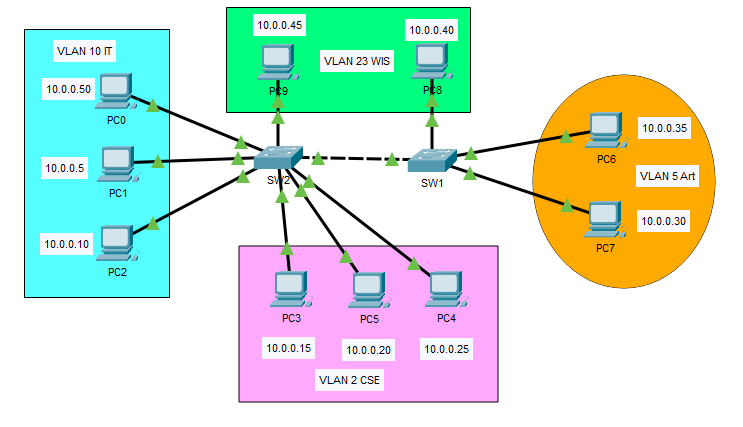 VLAN 10 IT
10.0.0.50
PC0
10.0.0.5
PC1
10.0.0.10
PC2
10.0.0.45
PC9
VLAN 23 WIS
10.0.0.40
PC8
SW2
SW1
PC6
10.0.0.35
VLAN 5 Art
PC7
10.0.0.30
PC3
PC5
PC4
10.0.0.15
10.0.0.20
10.0.0.25
VLAN 2 CSE